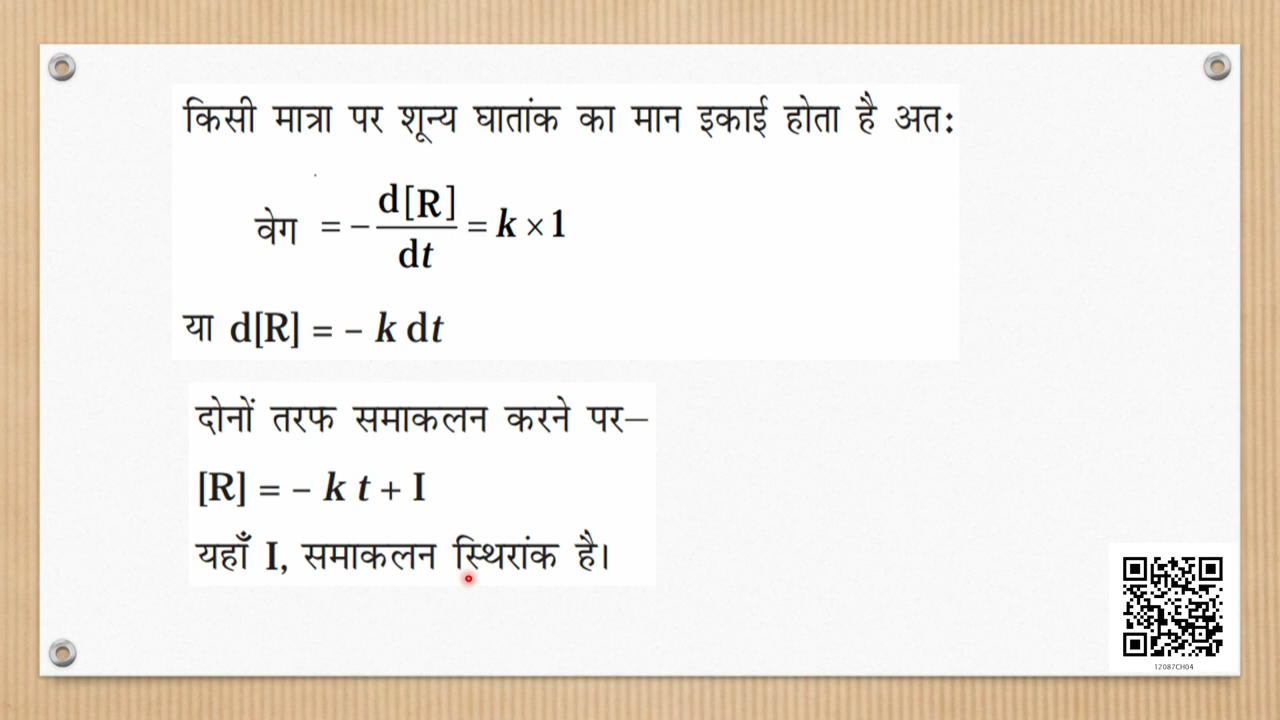 किसी मात्रा पर शून्य घातांक का मान इकाई होता है अत:
वेग = − d[R]/dt = k × 1
या d[R] = − k dt
दोनों तरफ समाकलन करने पर–
[R] = − k t + I
यहाँ I, समाकलन स्थिरांक है।
12087CH04